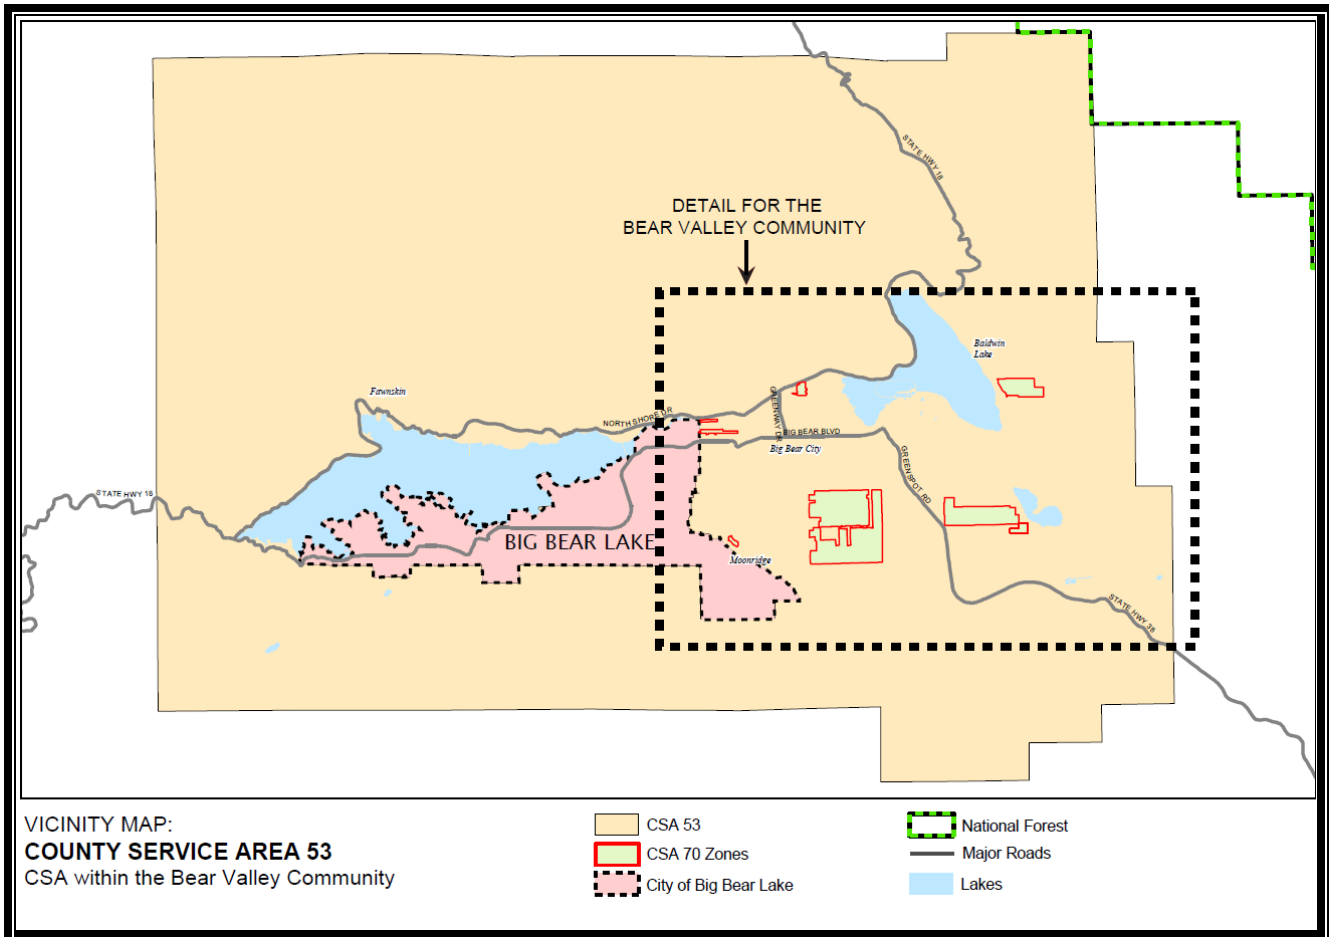 STATE HWY 18
DETAIL FOR THE
BEAR VALLEY COMMUNITY
Baldwin
Lake
Fawnskin
NORTH SHORE DR
GREENWAY DR
BIG BEAR BLVD
Big Bear City
GREENSPOT RD
STATE HWY 18
BIG BEAR LAKE
Moonridge
STATE HWY 38
VICINITY MAP:
COUNTY SERVICE AREA 53
CSA within the Bear Valley Community
CSA 53
CSA 70 Zones
City of Big Bear Lake
National Forest
Major Roads
Lakes